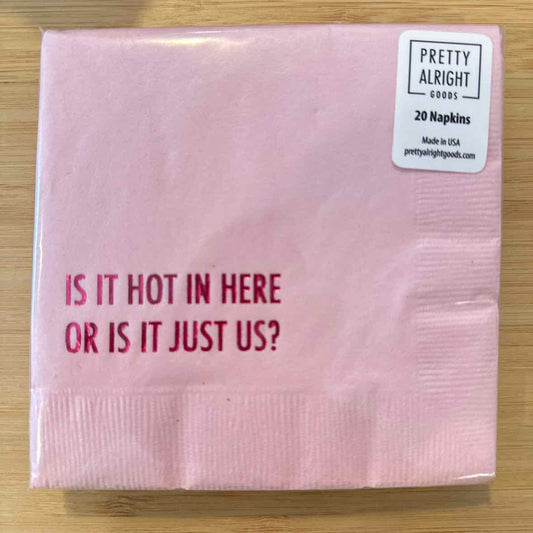 PRETTY
ALRIGHT
GOODS
20 Napkins
Made in USA
prettyalrightgoods.com
IS IT HOT IN HERE
OR IS IT JUST US?